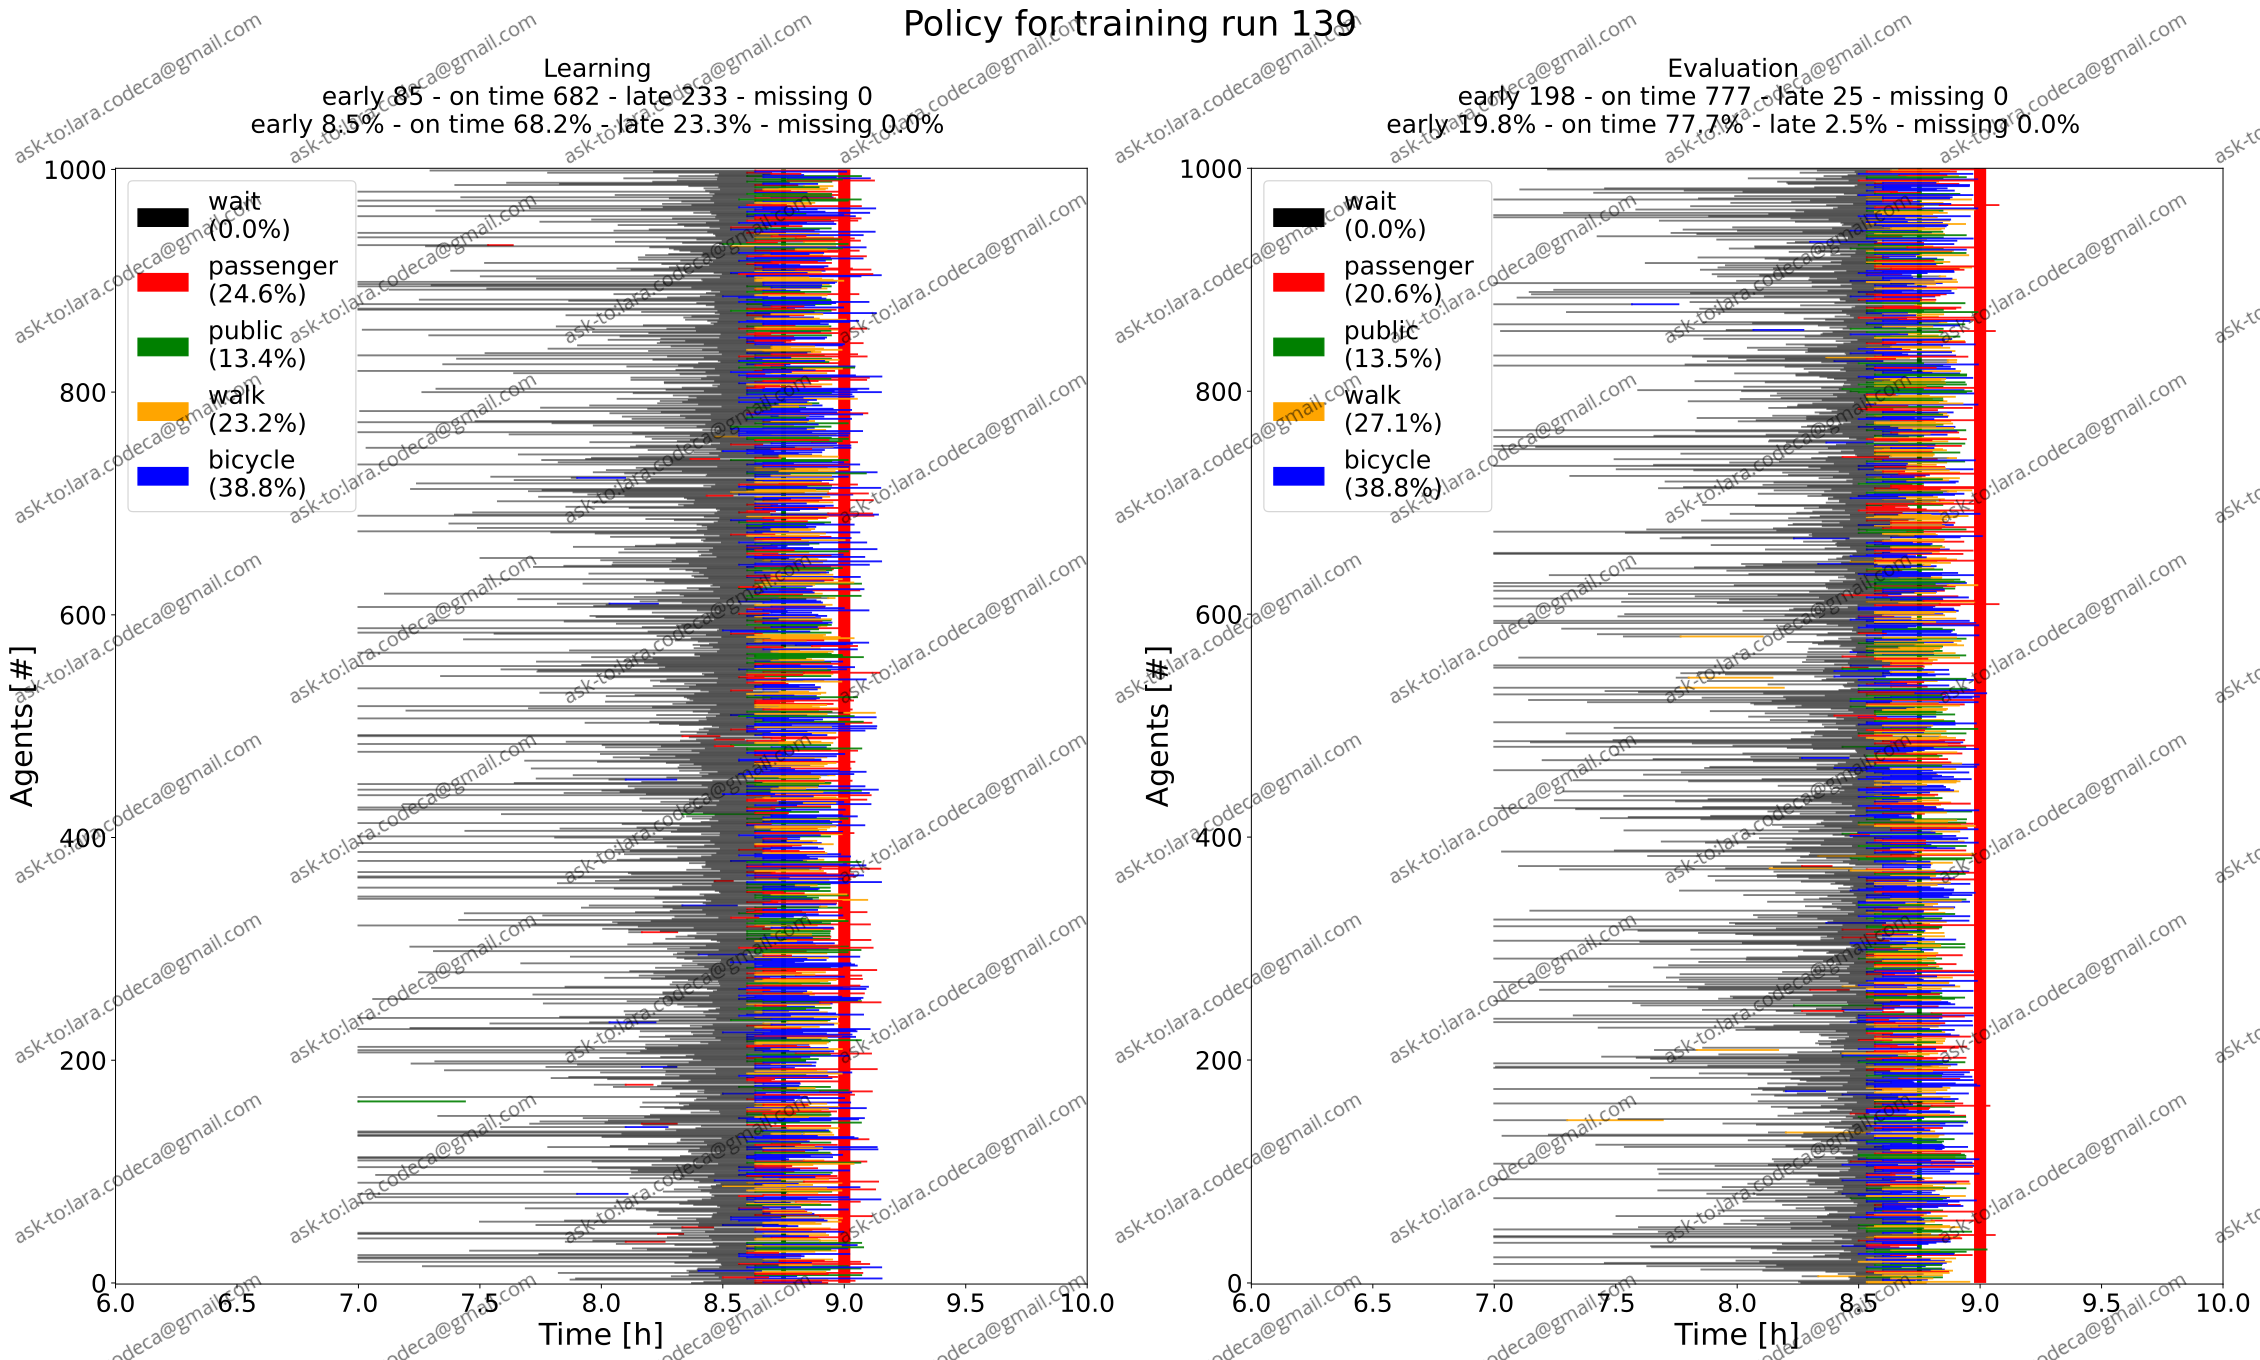 Policy for training run 139
Learning
early 85 - on time 682 - late 233 - missing 0
early 8.5% - on time 68.2% - late 23.3% - missing 0.0%
1000
800
600
400
200
0
Agents [#]
wait
(0.0%)
passenger
(24.6%)
public
(13.4%)
walk
(23.2%)
bicycle
(38.8%)
6.0 6.5 7.0 7.5 8.0 8.5 9.0 9.5 10.0
Time [h]
Evaluation
early 198 - on time 777 - late 25 - missing 0
early 19.8% - on time 77.7% - late 2.5% - missing 0.0%
1000
800
600
400
200
0
Agents [#]
wait
(0.0%)
passenger
(20.6%)
public
(13.5%)
walk
(27.1%)
bicycle
(38.8%)
6.0 6.5 7.0 7.5 8.0 8.5 9.0 9.5 10.0
Time [h]
ask-to:lara.codeca@gmail.com